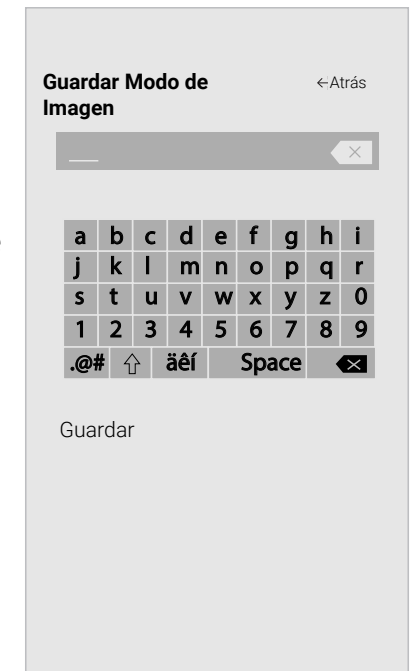 Guardar Modo de
Imagen
←Atrás
a b c d e f g h i
j k l m n o p q r
s t u v w x y z 0
1 2 3 4 5 6 7 8 9
.@# äêí Space
Guardar